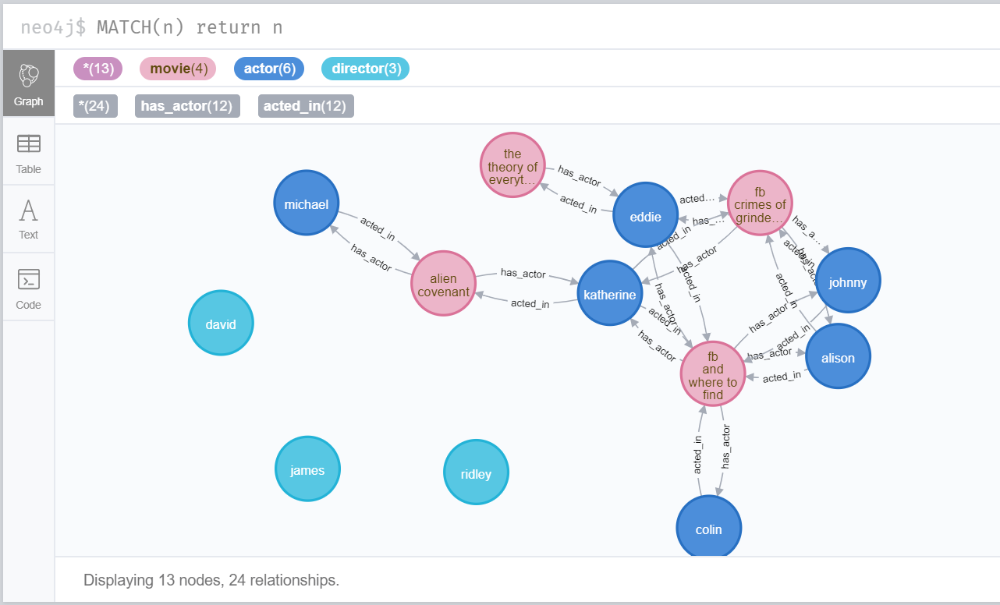 neo4j$ MATCH(n) return n
*(13) movie(4) actor(6) director(3)
*(24) has_actor(12) acted_in(12)
Graph
Table
Text
Code
the
theory of
everyt…
has_actor
acted_in
michael
acted_in
has_actor
alien
covenant
has_actor
acted_in
eddie
acted…
has_…
fb
crimes of
grinde…
katherine
acted_in
has_actor
acted_in
has_actor
acted_in
has_actor
has_a…
acted_in
has_ac…
acted_in
johnny
has_actor
acted_in
has_actor
acted_in
alison
fb
and
where to
find
acted_in
has_actor
colin
david
james
ridley
Displaying 13 nodes, 24 relationships.